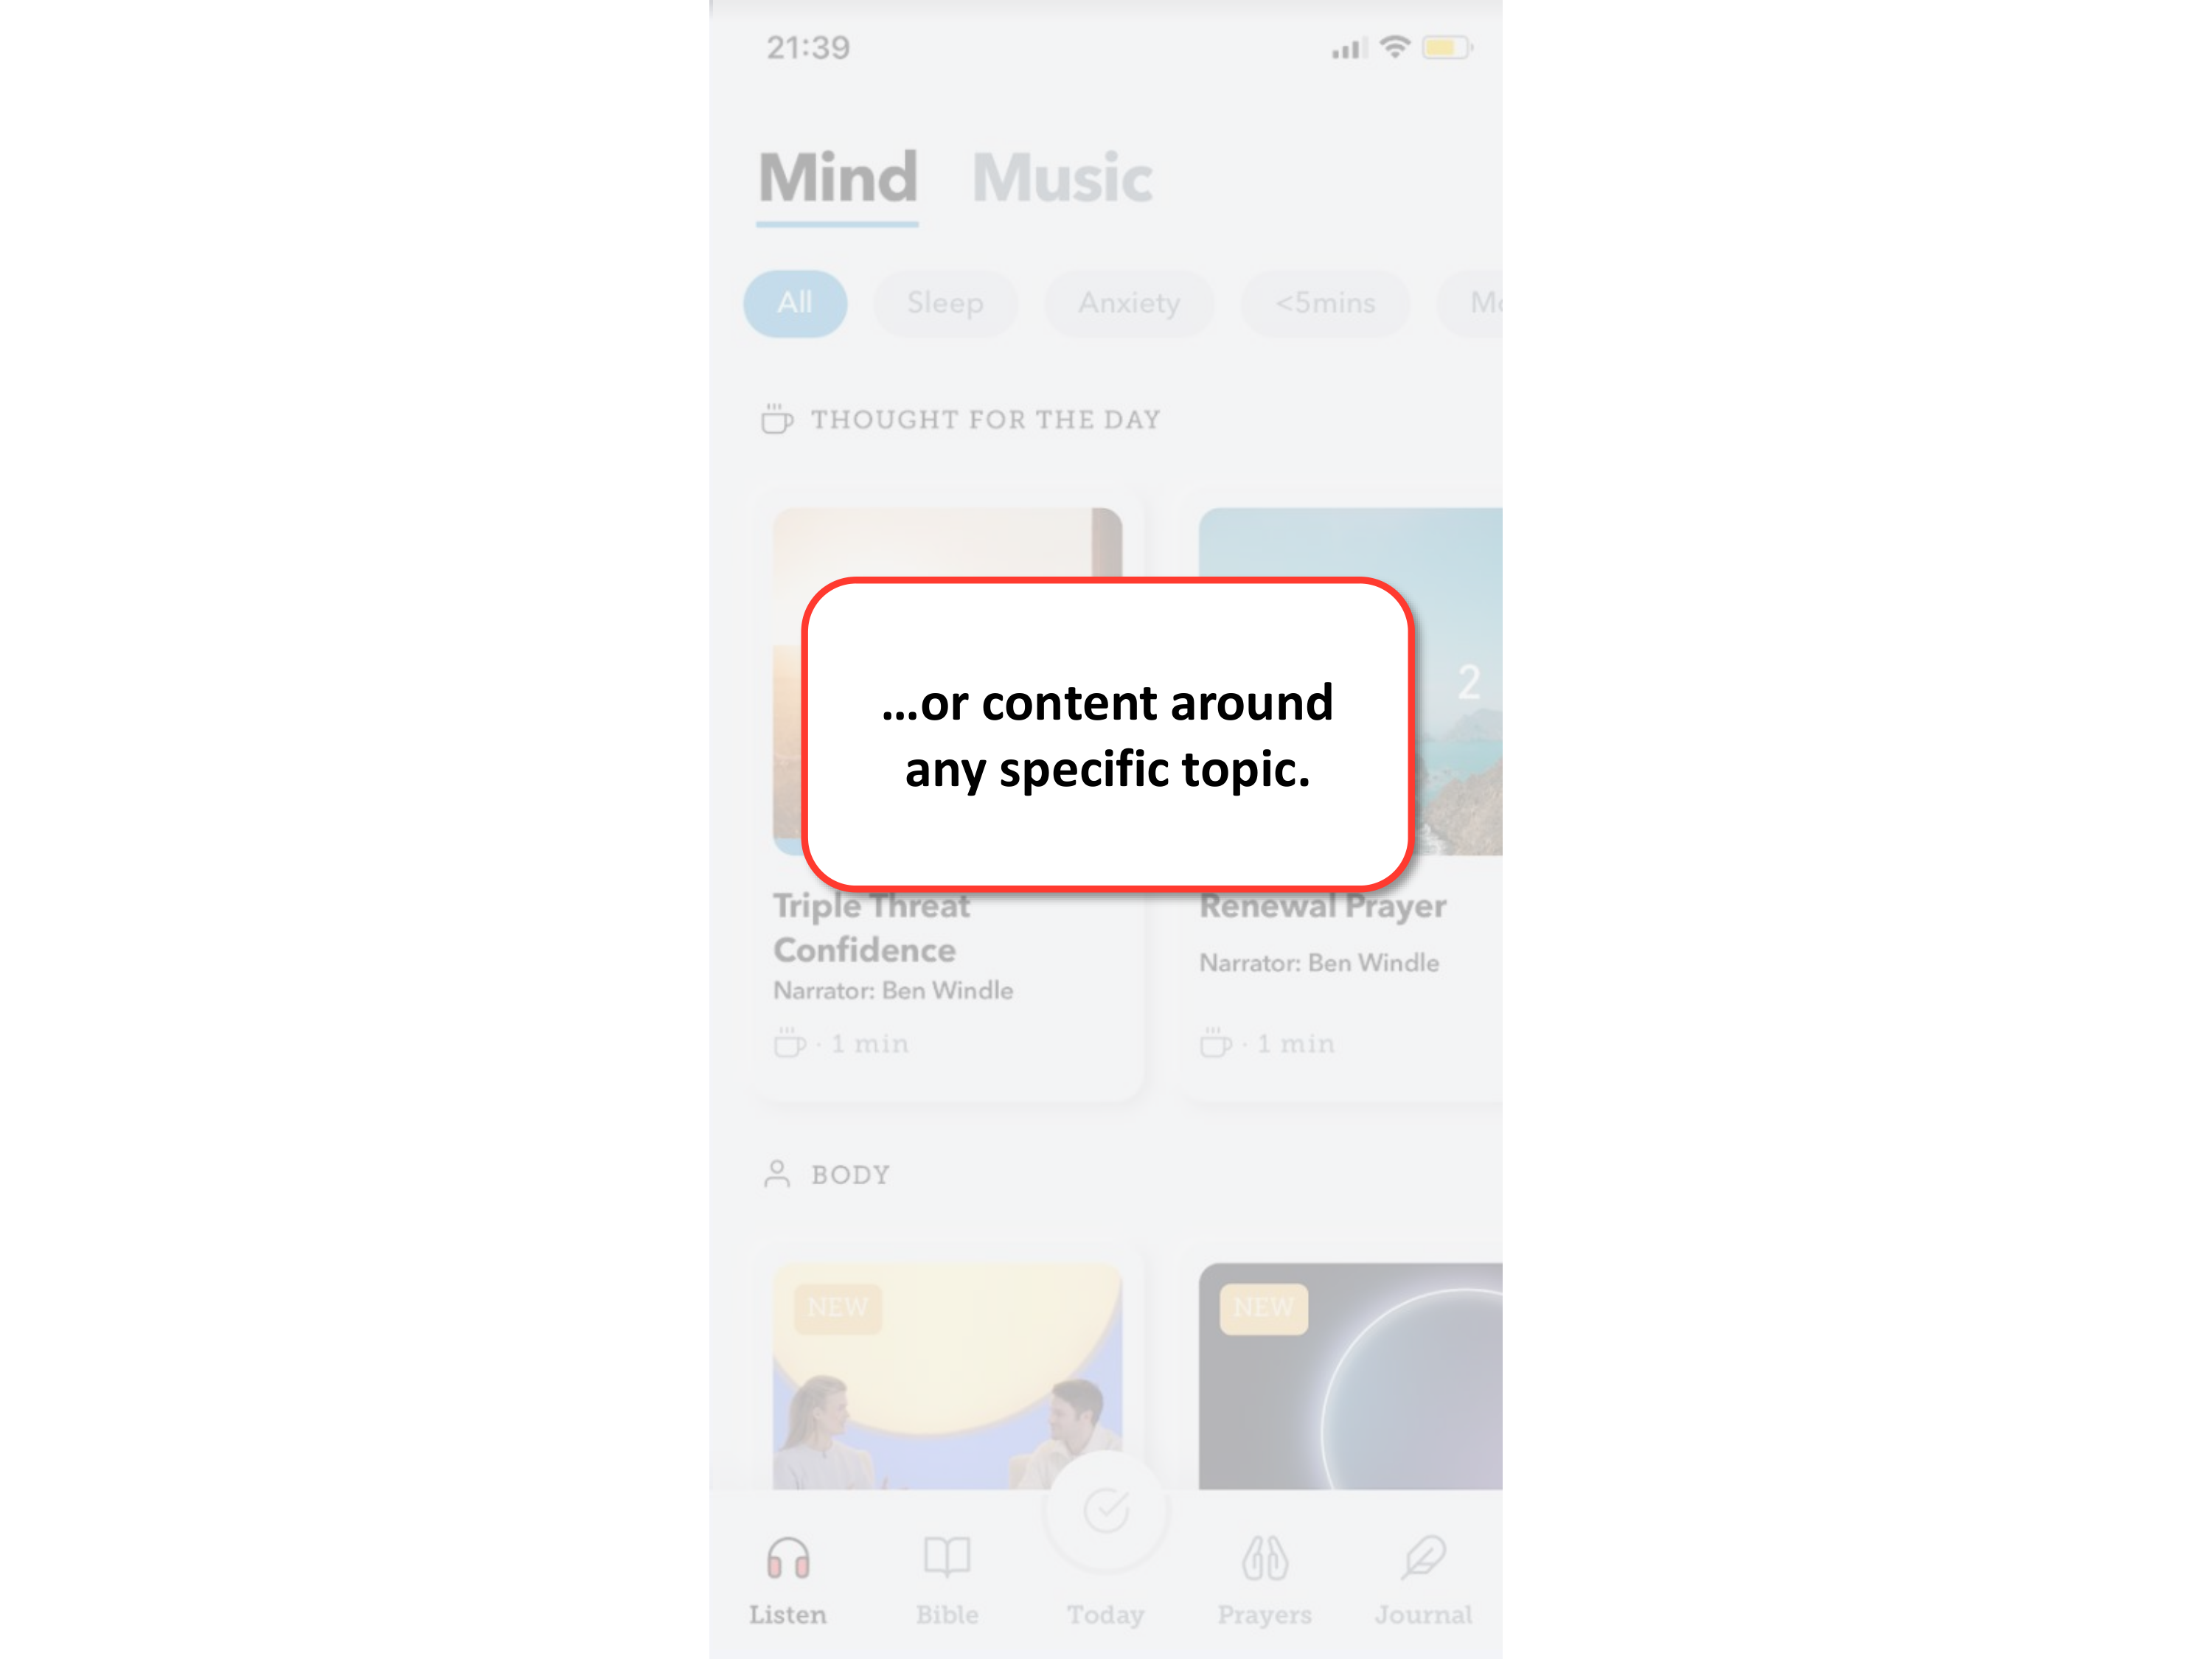 21:39
Mind Music
All Sleep Anxiety <5mins
THOUGHT FOR THE DAY
2
…or content around
any specific topic.
Triple Threat
Confidence
Narrator: Ben Windle
1 min
Renewal Prayer
Narrator: Ben Windle
1 min
BODY
NEW
NEW
Listen Bible Today Prayers Journal